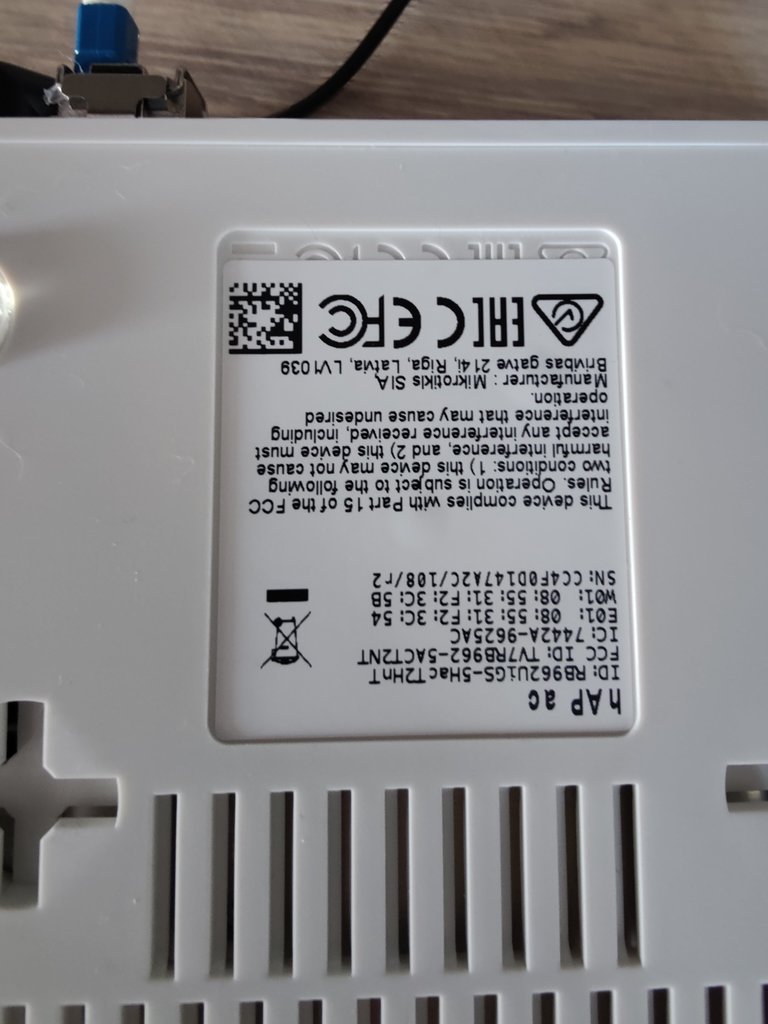 hAP ac
ID: RB962UiGS-5HacT2HnT
FCC ID: TV7RB962-5ACT2NT
IC: 7442A-9625AC
E01: 08:55:31:F2:3C:54
W01: 08:55:31:F2:3C:5B
SN: CC4F0D147A2C/108/r2
This device complies with Part 15 of the FCC
Rules. Operation is subject to the following
two conditions: 1) this device may not cause
harmful interference, and 2) this device must
accept any interference received, including
interference that may cause undesired
operation.
Manufacturer: Mikrotikls SIA,
Brivibas gatve 214i, Riga, Latvia, LV1039
EAC CE FC